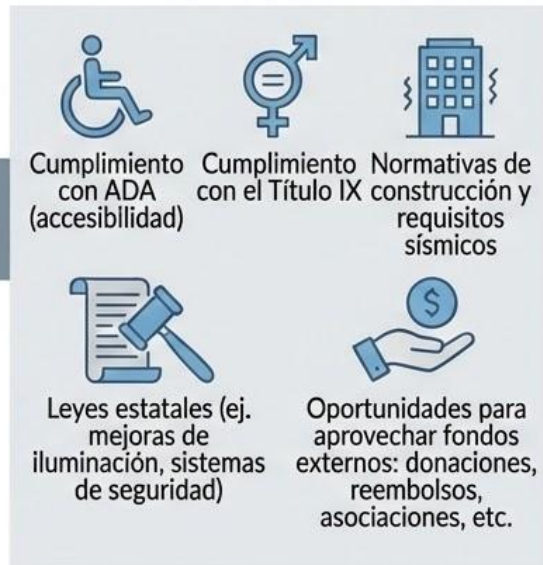 Cumplimiento
con ADA
(accesibilidad)
Cumplimiento
con el Título IX
Normativas de
construcción y
requisitos
sísmicos
Leyes estatales (ej.
mejoras de
iluminación, sistemas
de seguridad)
$
Oportunidades para
aprovechar fondos
externos: donaciones,
reembolsos,
asociaciones, etc.